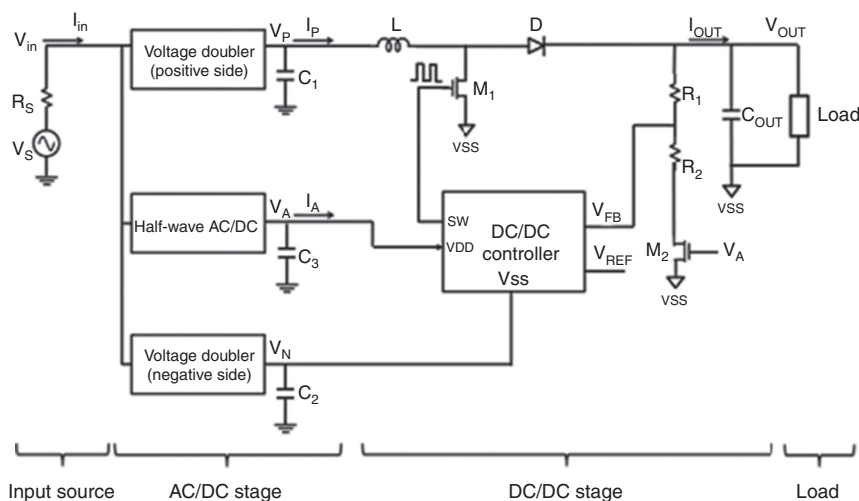 V_in
I_in
R_S
V_S
Voltage doubler
(positive side)
V_P
I_P
C_1
L
D
M_1
VSS
I_OUT
V_OUT
R_1
R_2
C_OUT
Load
VSS
Half-wave AC/DC
V_A
I_A
C_3
SW
VDD
DC/DC
controller
Vss
V_FB
V_REF
M_2
V_A
VSS
Voltage doubler
(negative side)
V_N
C_2
Input source
AC/DC stage
DC/DC stage
Load